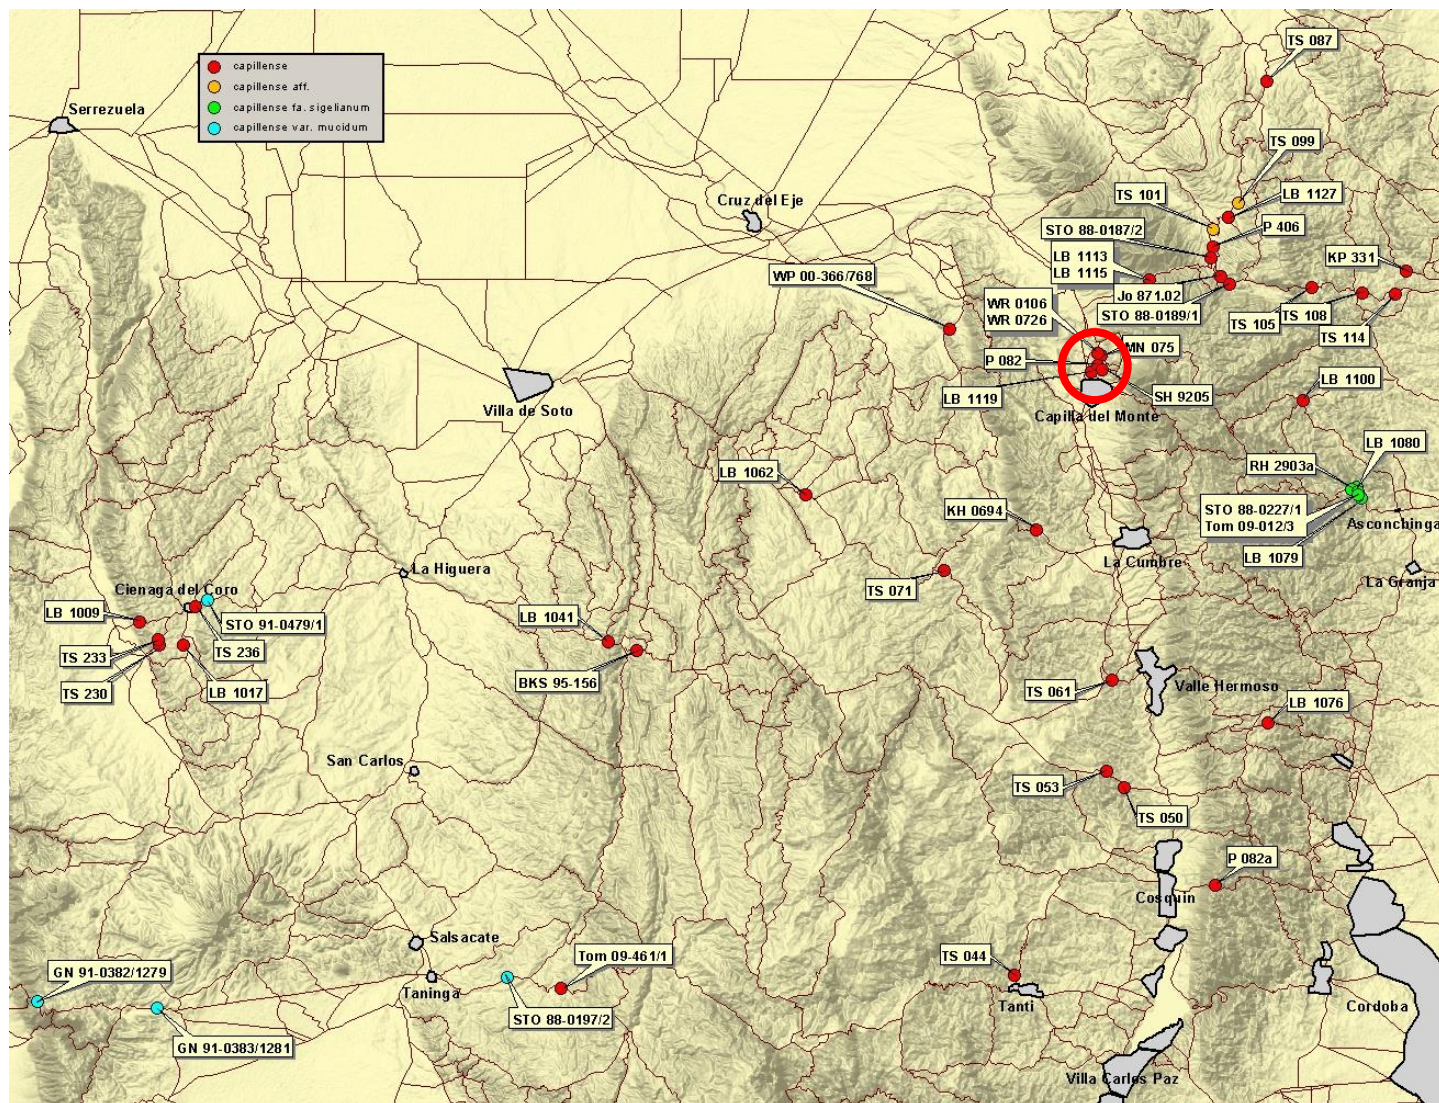 TS 087
capillense
capillense aff.
capillense fa. sigelianum
capillense var. mucidum
Serrezuela
TS 099
TS 101
LB 1127
Cruz del Eje
STO 88-0187/2
P 406
LB 1113
LB 1115
KP 331
WP 00-366/768
Jo 871.02
WR 0106
WR 0726
STO 88-0189/1
TS 105
TS 108
TS 114
MN 075
P 082
LB 1100
LB 1119
SH 9205
Villa de Soto
Capilla del Monte
LB 1080
RH 2903a
LB 1062
STO 88-0227/1
Tom 09-012/3
KH 0694
Asconchinga
LB 1079
La Cumbre
La Higuera
La Granja
Cienaga del Coro
TS 071
LB 1009
STO 91-0479/1
LB 1041
TS 233
TS 236
TS 230
LB 1017
BKS 95-156
TS 061
Valle Hermoso
LB 1076
San Carlos
TS 053
TS 050
P 082a
Cosquin
Salsacate
GN 91-0382/1279
Tom 09-461/1
TS 044
Taninga
Tanti
Cordoba
STO 88-0197/2
GN 91-0383/1281
Villa Carlos Paz